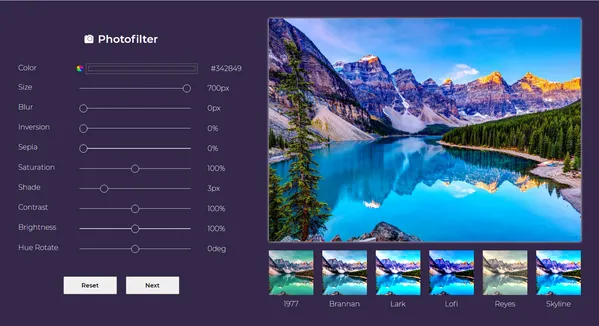 Photofilter
Color #342849
Size 700px
Blur 0px
Inversion 0%
Sepia 0%
Saturation 100%
Shade 3px
Contrast 100%
Brightness 100%
Hue Rotate 0deg
Reset Next
1977 Brannan Lark Lofi Reyes Skyline